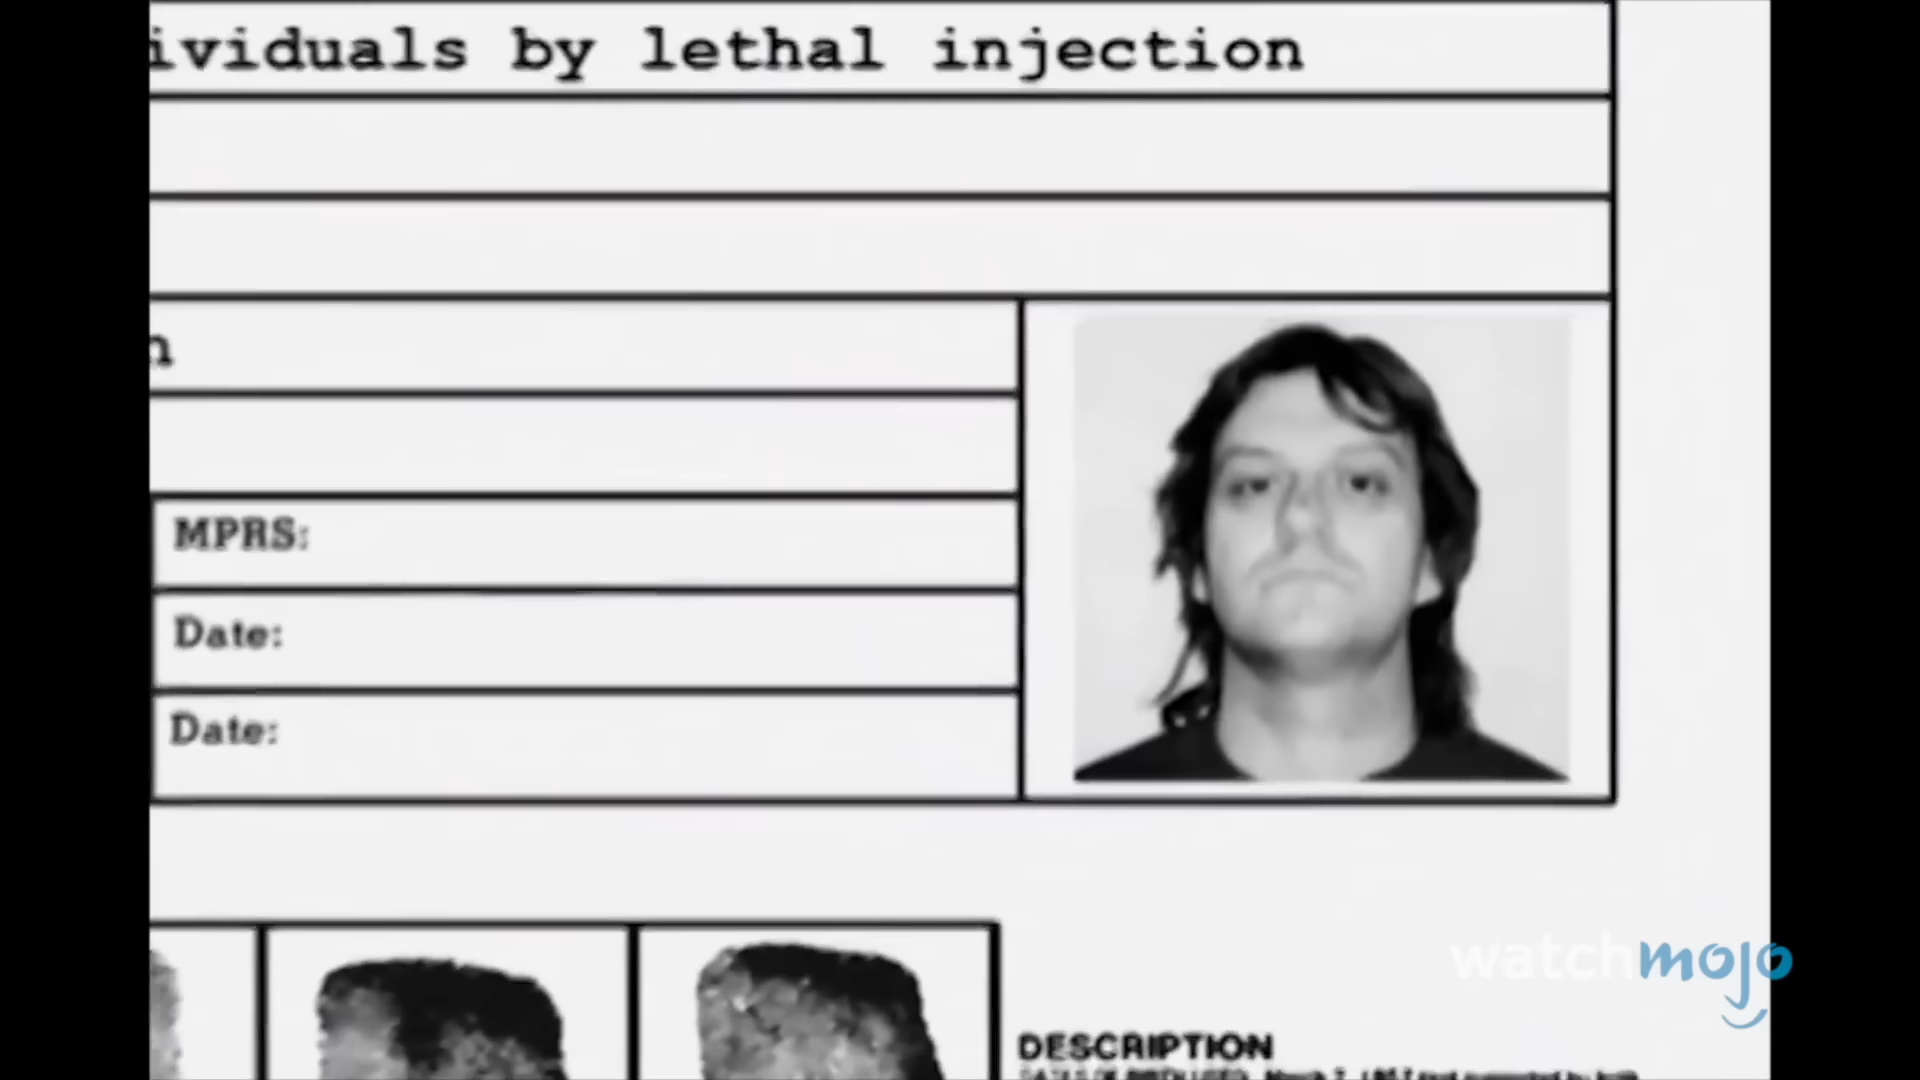 ividuals by lethal injection
n
MPRS:
Date:
Date:
watchmojo
DESCRIPTION